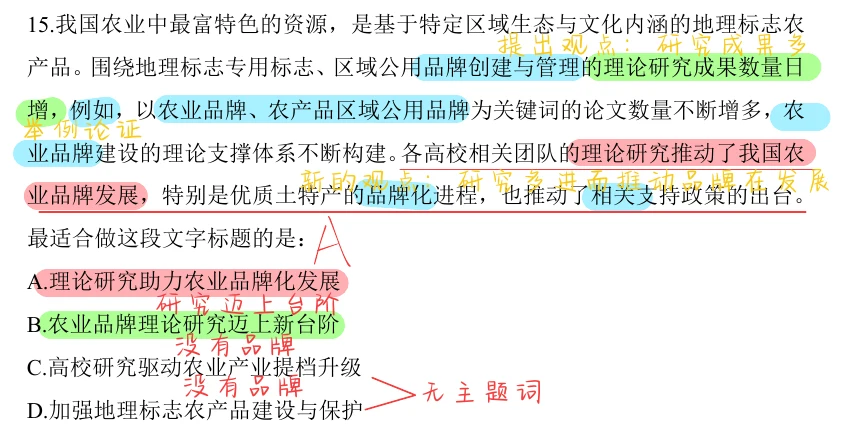 15.我国农业中最富特色的资源，是基于特定区域生态与文化内涵的地理标志农
提出观点：研究成果多
产品。围绕地理标志专用标志、区域公用品牌创建与管理的理论研究成果数量日
增，例如，以农业品牌、农产品区域公用品牌为关键词的论文数量不断增多，农
举例论证
业品牌建设的理论支撑体系不断构建。各高校相关团队的理论研究推动了我国农
新的观点：研究多进而推动品牌在发展
业品牌发展，特别是优质土特产的品牌化进程，也推动了相关支持政策的出台。
最适合做这段文字标题的是：
A
A.理论研究助力农业品牌化发展
研究迈上台阶
B.农业品牌理论研究迈上新台阶
没有品牌
C.高校研究驱动农业产业提档升级
没有品牌
无主题词
D.加强地理标志农产品建设与保护